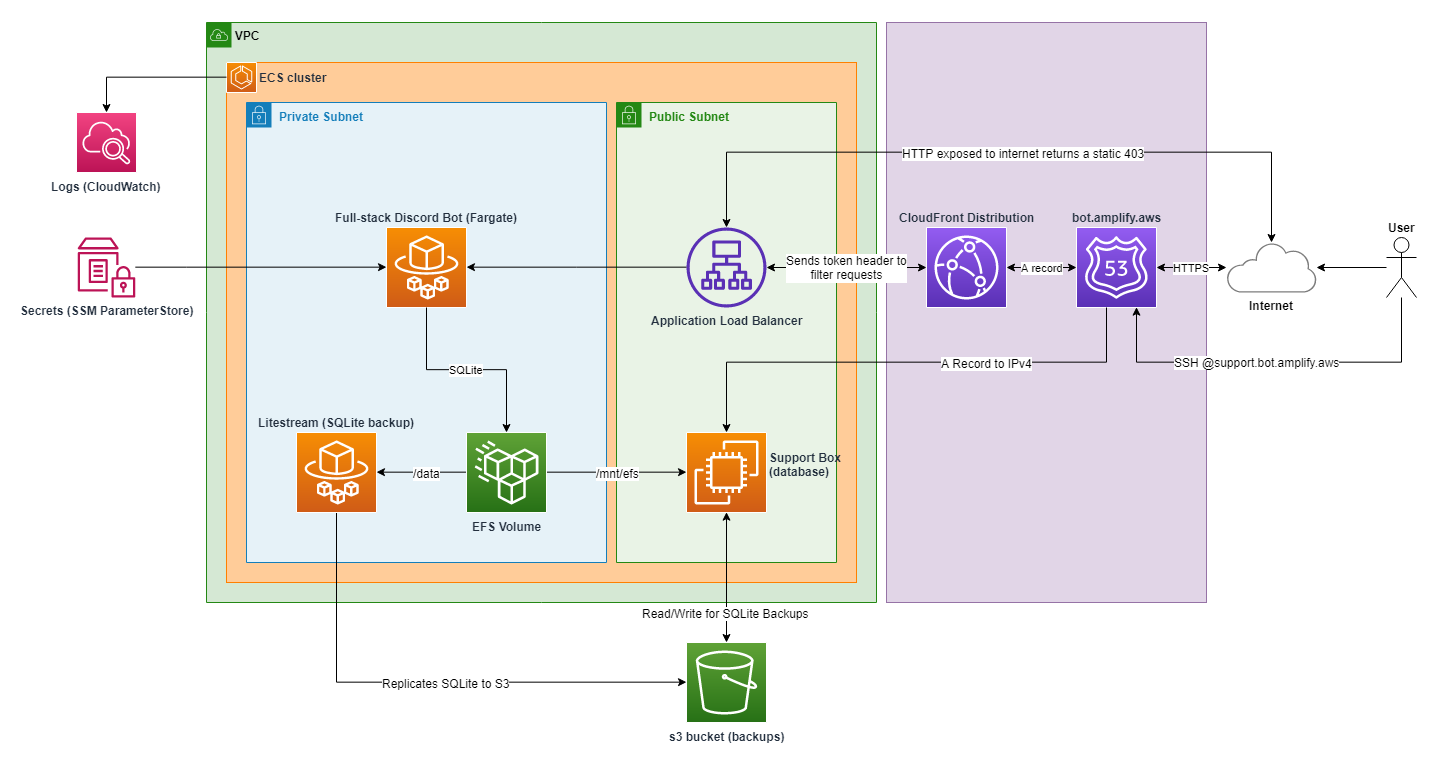 VPC
ECS cluster
Private Subnet
Public Subnet
HTTP exposed to internet returns a static 403
Logs (CloudWatch)
Full-stack Discord Bot (Fargate)
CloudFront Distribution
bot.amplify.aws
User
Sends token header to
filter requests
A record
53
HTTPS
Secrets (SSM ParameterStore)
Application Load Balancer
Internet
SQLite
A Record to IPv4
SSH @support.bot.amplify.aws
Litestream (SQLite backup)
/data
/mnt/efs
Support Box
(database)
EFS Volume
Read/Write for SQLite Backups
Replicates SQLite to S3
s3 bucket (backups)